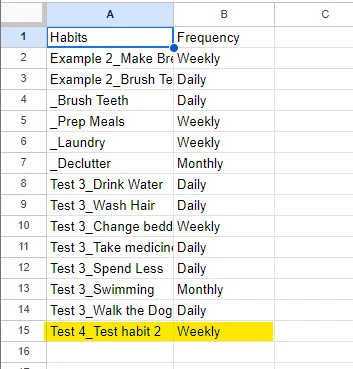 A B C
1 Habits Frequency
2 Example 2_Make Bre Weekly
3 Example 2_Brush Te Daily
4 _Brush Teeth Daily
5 _Prep Meals Weekly
6 _Laundry Weekly
7 _Declutter Monthly
8 Test 3_Drink Water Daily
9 Test 3_Wash Hair Daily
10 Test 3_Change bedd Weekly
11 Test 3_Take medicin Daily
12 Test 3_Spend Less Daily
13 Test 3_Swimming Monthly
14 Test 3_Walk the Dog Daily
15 Test 4_Test habit 2 Weekly
16